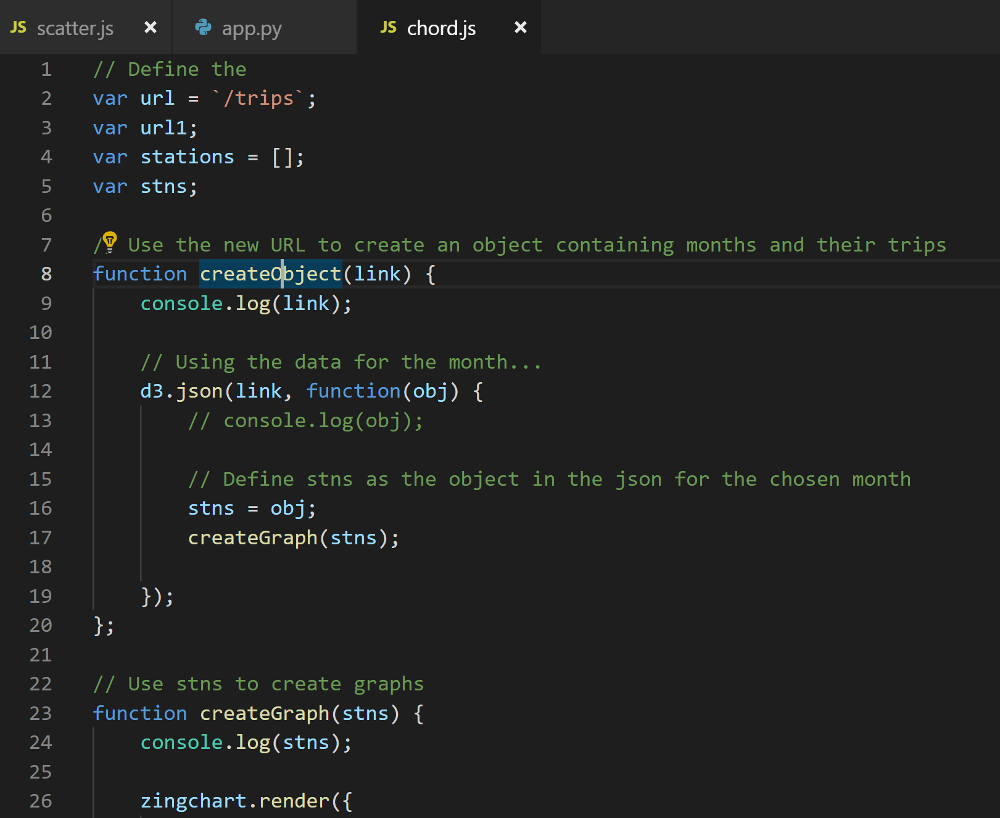 JS scatter.js × app.py JS chord.js ×
1 // Define the
2 var url = `/trips`;
3 var url1;
4 var stations = [];
5 var stns;
6
7 / Use the new URL to create an object containing months and their trips
8 function createObject(link) {
9 console.log(link);
10
11 // Using the data for the month...
12 d3.json(link, function(obj) {
13 // console.log(obj);
14
15 // Define stns as the object in the json for the chosen month
16 stns = obj;
17 createGraph(stns);
18
19 });
20 };
21
22 // Use stns to create graphs
23 function createGraph(stns) {
24 console.log(stns);
25
26 zingchart.render({